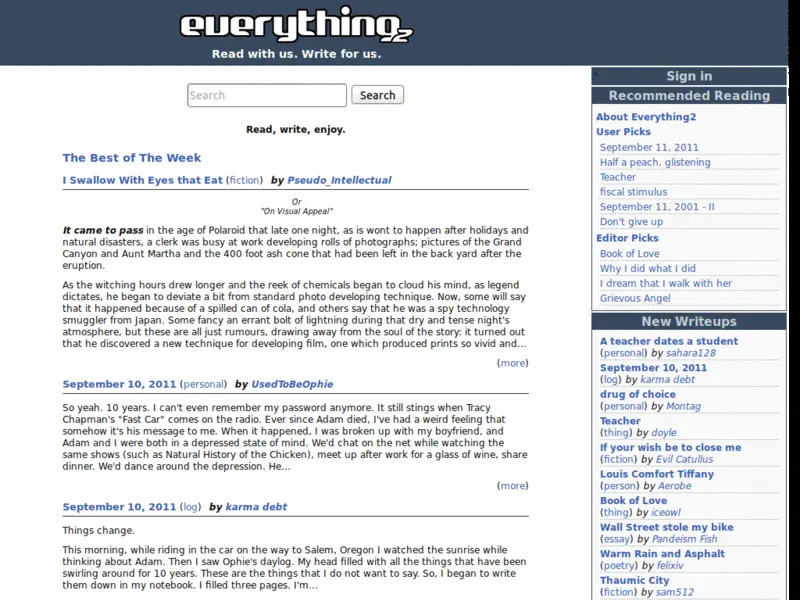 everything2
Read with us. Write for us.
Search
Search
Read, write, enjoy.
The Best of The Week
I Swallow With Eyes that Eat (fiction) by Pseudo_Intellectual
Or
"On Visual Appeal"
It came to pass in the age of Polaroid that late one night, as is wont to happen after holidays and
natural disasters, a clerk was busy at work developing rolls of photographs; pictures of the Grand
Canyon and Aunt Martha and the 400 foot ash cone that had been left in the back yard after the
eruption.
As the witching hours drew longer and the reek of chemicals began to cloud his mind, as legend
dictates, he began to deviate a bit from standard photo developing technique. Now, some will say
that it happened because of a spilled can of cola, and others say that he was a spy technology
smuggler from Japan. Some fancy an errant bolt of lightning during that dry and tense night's
atmosphere, but these are all just rumours, drawing away from the soul of the story: it turned out
that he discovered a new technique for developing film, one which produced prints so vivid and...
(more)
September 10, 2011 (personal) by UsedToBeOphie
So yeah. 10 years. I can't even remember my password anymore. It still stings when Tracy
Chapman's "Fast Car" comes on the radio. Ever since Adam died, I've had a weird feeling that
somehow it's his message to me. When it happened, I was broken up with my boyfriend, and
Adam and I were both in a depressed state of mind. We'd chat on the net while watching the
same shows (such as Natural History of the Chicken), meet up after work for a glass of wine, share
dinner. We'd dance around the depression. He...
(more)
September 10, 2011 (log) by karma debt
Things change.
This morning, while riding in the car on the way to Salem, Oregon I watched the sunrise while
thinking about Adam. Then I saw Ophie's daylog. My head filled with all the things that have been
swirling around for 10 years. These are the things that I do not want to say. So, I began to write
them down in my notebook. I filled three pages. I'm...
Sign in
Recommended Reading
About Everything2
User Picks
September 11, 2011
Half a peach, glistening
Teacher
fiscal stimulus
September 11, 2001 - II
Don't give up
Editor Picks
Book of Love
Why I did what I did
I dream that I walk with her
Grievous Angel
New Writeups
A teacher dates a student
(personal) by sahara128
September 10, 2011
(log) by karma debt
drug of choice
(personal) by Montag
Teacher
(thing) by doyle
If your wish be to close me
(fiction) by Evil Catullus
Louis Comfort Tiffany
(person) by Aerobe
Book of Love
(thing) by iceowl
Wall Street stole my bike
(essay) by Pandeism Fish
Warm Rain and Asphalt
(poetry) by felixiv
Thaumic City
(fiction) by sam512